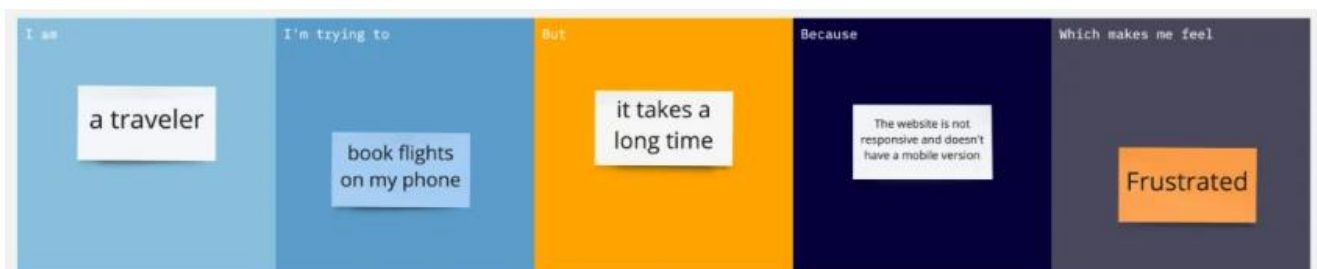 I am
a traveler
I'm trying to
book flights
on my phone
But
it takes a
long time
Because
The website is not
responsive and doesn't
have a mobile version
Which makes me feel
Frustrated